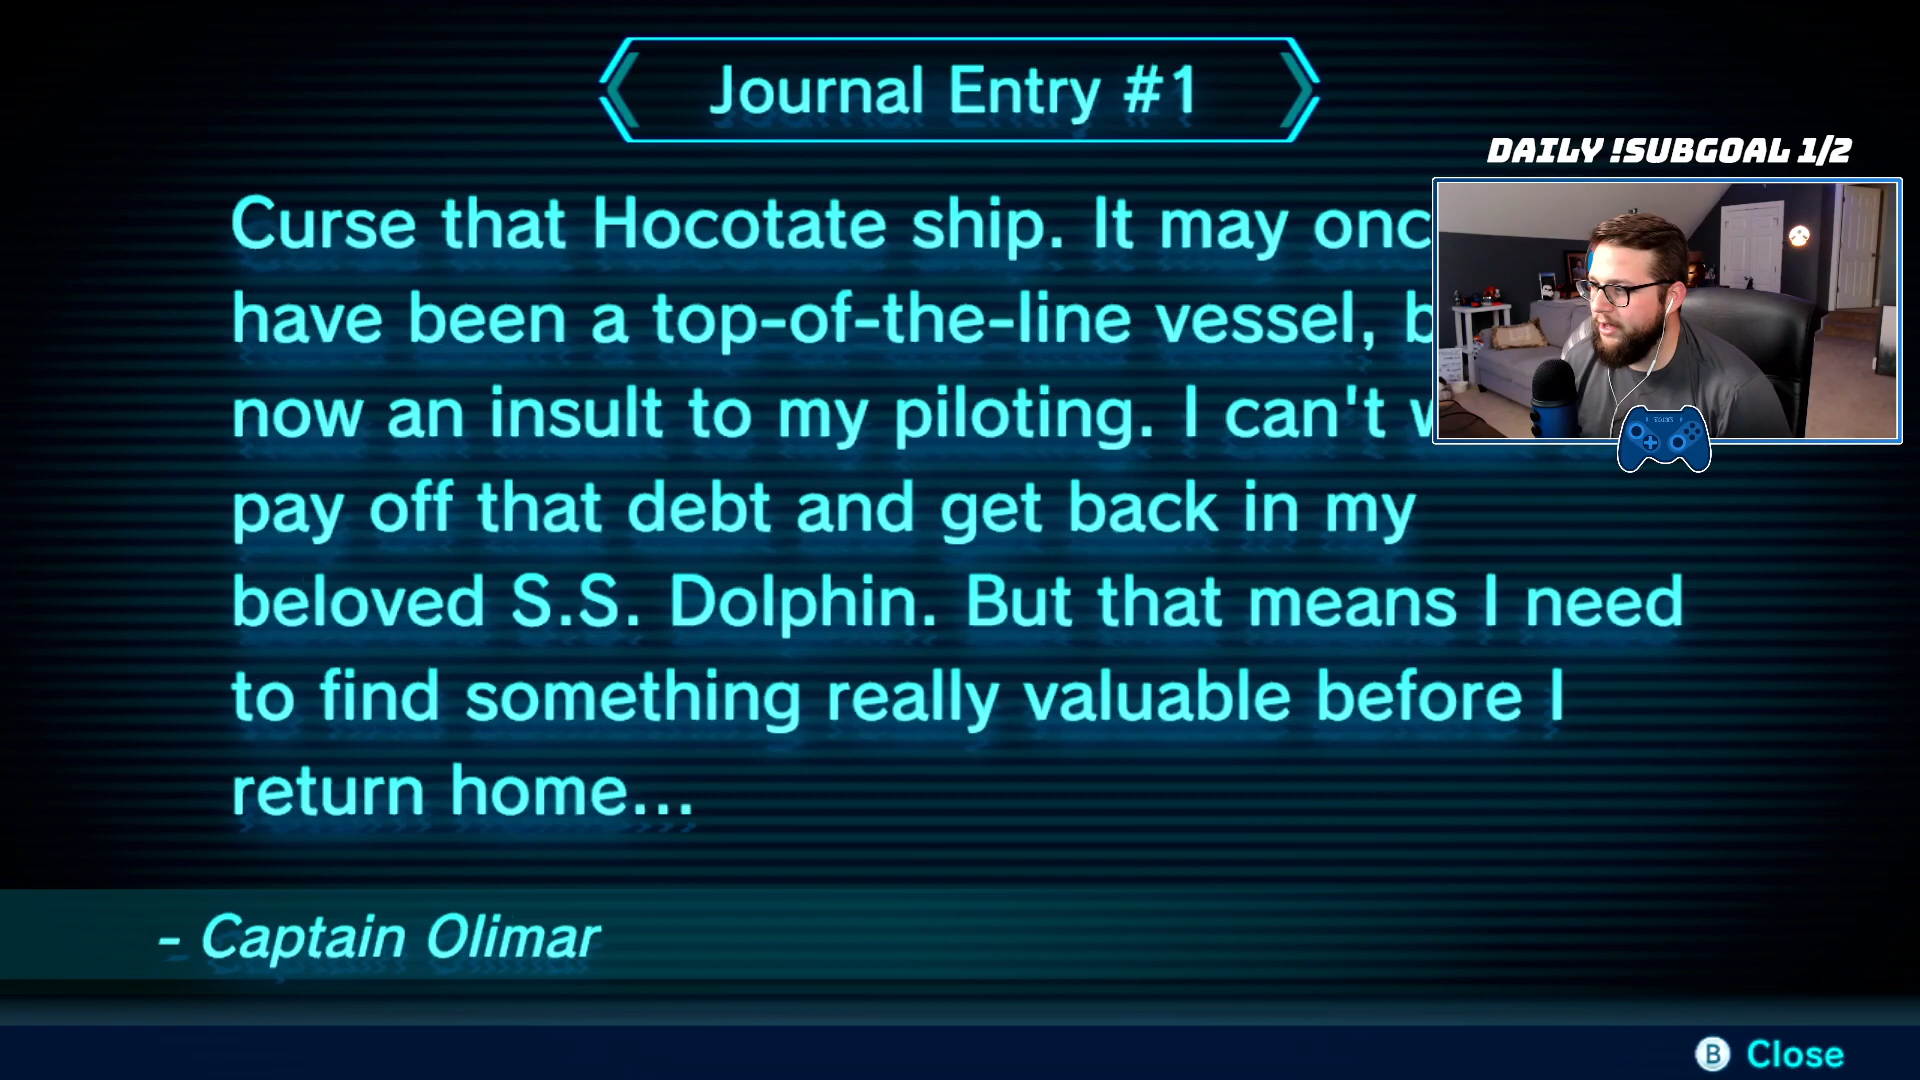 Journal Entry #1
DAILY !SUBGOAL 1/2
Curse that Hocotate ship. It may
have been a top-of-the-line vessel,
now an insult to my piloting. I can't
pay off that debt and get back in my
beloved S.S. Dolphin. But that means I need
to find something really valuable before I
return home...
- Captain Olimar
B Close